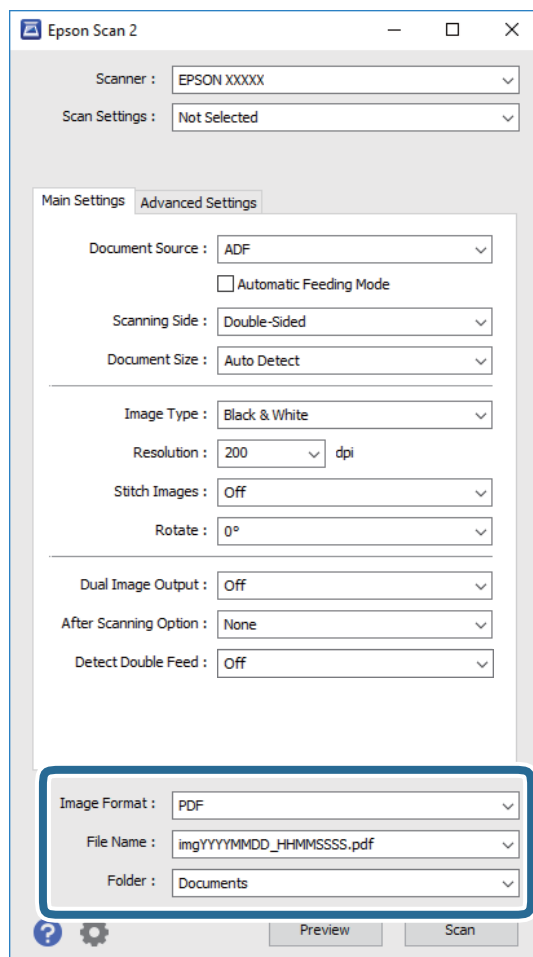 Epson Scan 2
Scanner : EPSON XXXXX
Scan Settings : Not Selected
Main Settings Advanced Settings
Document Source : ADF
Automatic Feeding Mode
Scanning Side : Double-Sided
Document Size : Auto Detect
Image Type : Black & White
Resolution : 200 dpi
Stitch Images : Off
Rotate : 0°
Dual Image Output : Off
After Scanning Option : None
Detect Double Feed : Off
Image Format : PDF
File Name : imgYYYYMMDD_HHMMSSSS.pdf
Folder : Documents
? Preview Scan